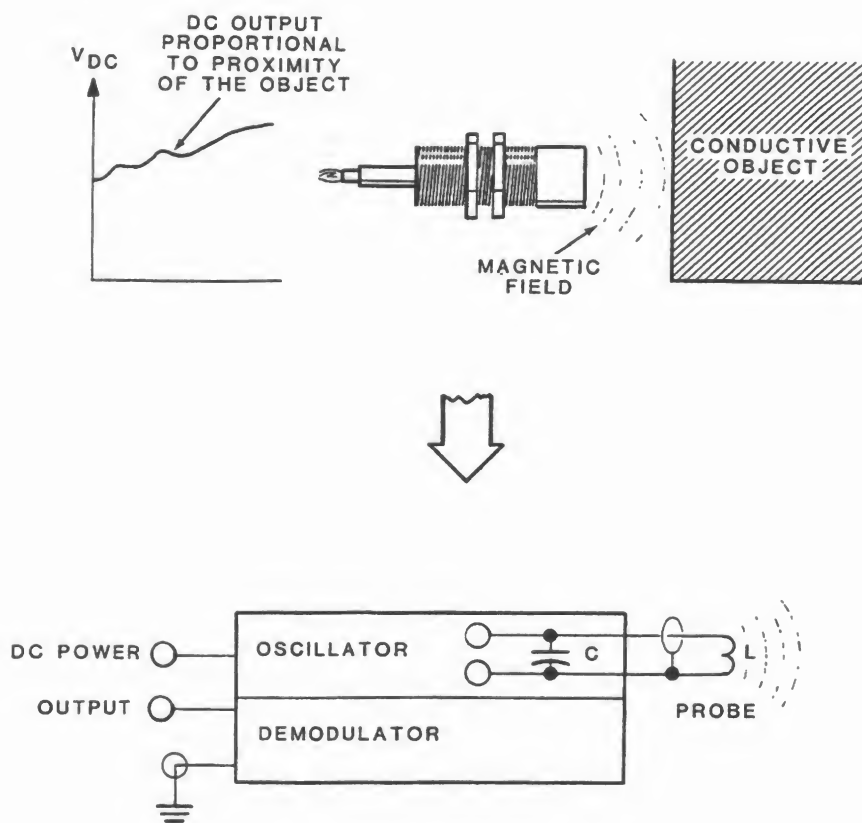 DC OUTPUT
PROPORTIONAL
TO PROXIMITY
OF THE OBJECT
VDC
CONDUCTIVE
OBJECT
MAGNETIC
FIELD
DC POWER
OSCILLATOR
C
L
OUTPUT
PROBE
DEMODULATOR